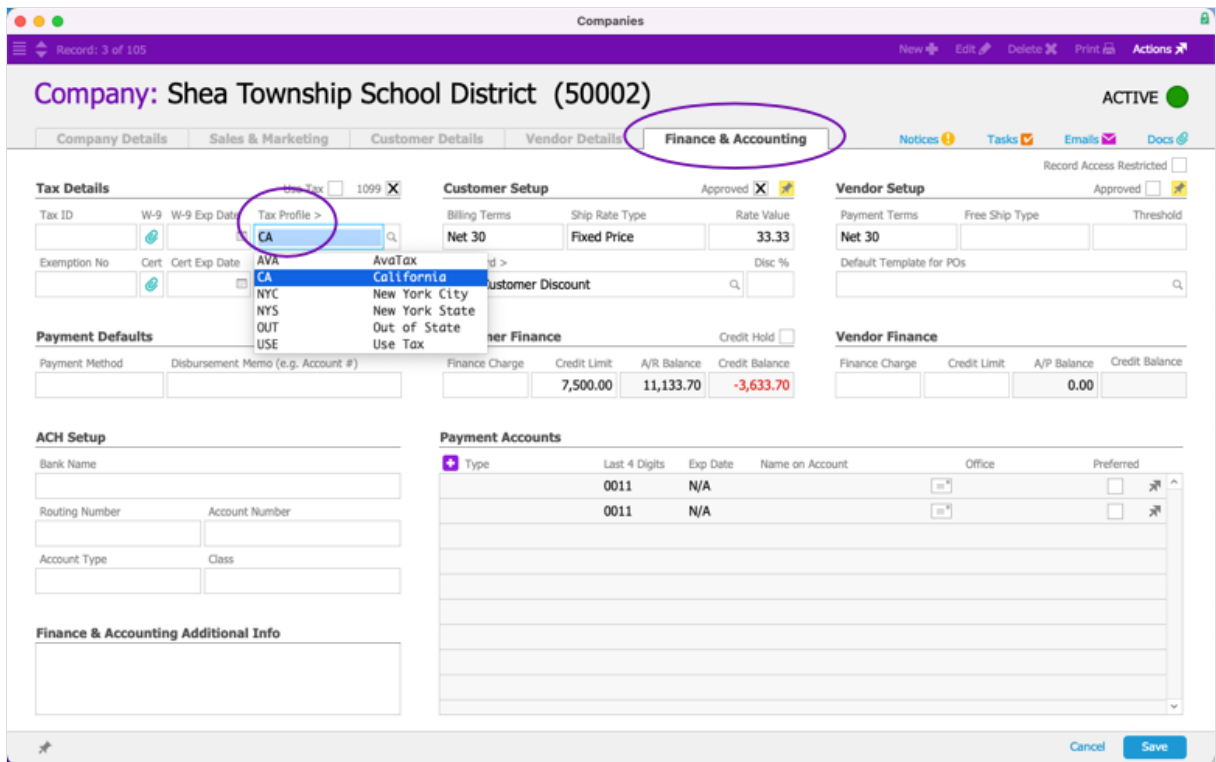 Companies
Record: 3 of 105 New Edit Delete Print Actions
Company: Shea Township School District (50002) ACTIVE
Company Details Sales & Marketing Customer Details Vendor Details Finance & Accounting Notices Tasks Emails Docs
Record Access Restricted
Tax Details Use Tax 1099 X Customer Setup Approved X Vendor Setup Approved
Tax ID W-9 W-9 Exp Date Tax Profile > Billing Terms Ship Rate Type Rate Value Payment Terms Free Ship Type Threshold
CA Net 30 Fixed Price 33.33 Net 30
Exemption No Cert Cert Exp Date > Disc % Default Template for POs
AVA AvaTax
CA California
Customer Discount
NYC New York City
NYS New York State
OUT Out of State
USE Use Tax
Payment Defaults Finance Credit Hold Vendor Finance
Payment Method Disbursement Memo (e.g. Account #) Finance Charge Credit Limit A/R Balance Credit Balance Finance Charge Credit Limit A/P Balance Credit Balance
7,500.00 11,133.70 -3,633.70 0.00
ACH Setup Payment Accounts
Bank Name Type Last 4 Digits Exp Date Name on Account Office Preferred
0011 N/A
Routing Number Account Number 0011 N/A
Account Type Class
Finance & Accounting Additional Info
Cancel Save